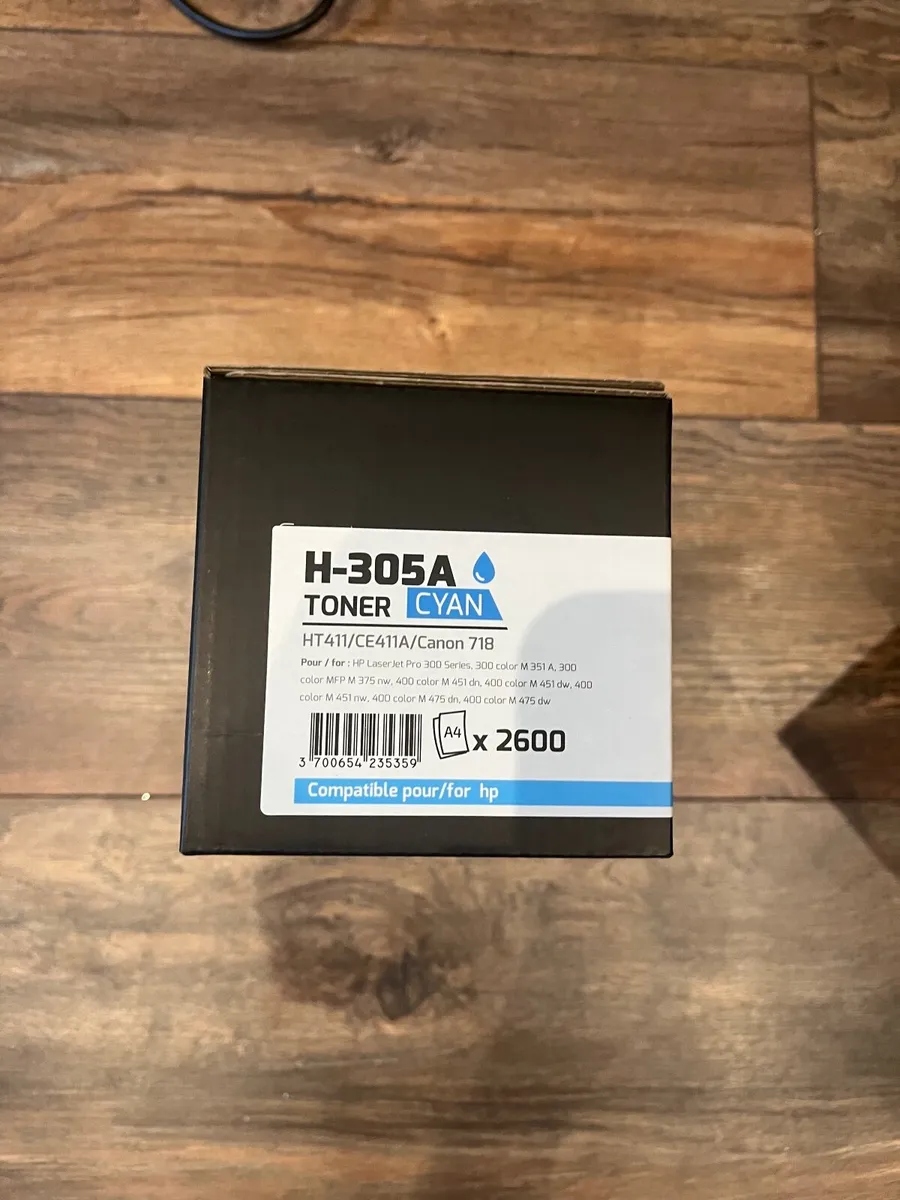 H-305A
TONER CYAN
HT411/CE411A/Canon 718
Pour / for : HP LaserJet Pro 300 Series, 300 color M 351 A, 300
color MFP M 375 nw, 400 color M 451 dn, 400 color M 451 dw, 400
color M 451 nw, 400 color M 475 dn, 400 color M 475 dw
A4 x 2600
3 700654 235359
Compatible pour/for hp